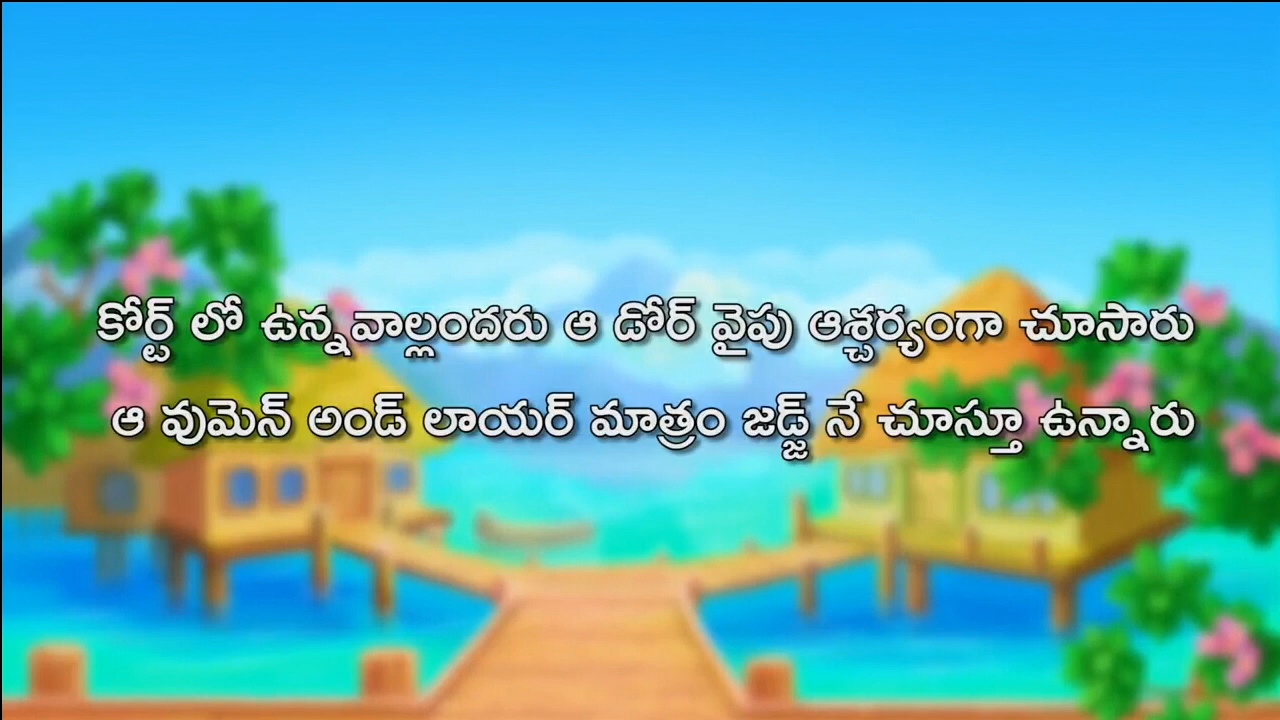 కోర్ట్ లో ఉన్నవాల్లందరు ఆ డోర్ వైపు ఆశ్చర్యంగా చూసారు
ఆ వుమెన్ అండ్ లాయర్ మాత్రం జడ్జ్ నే చూస్తూ ఉన్నారు